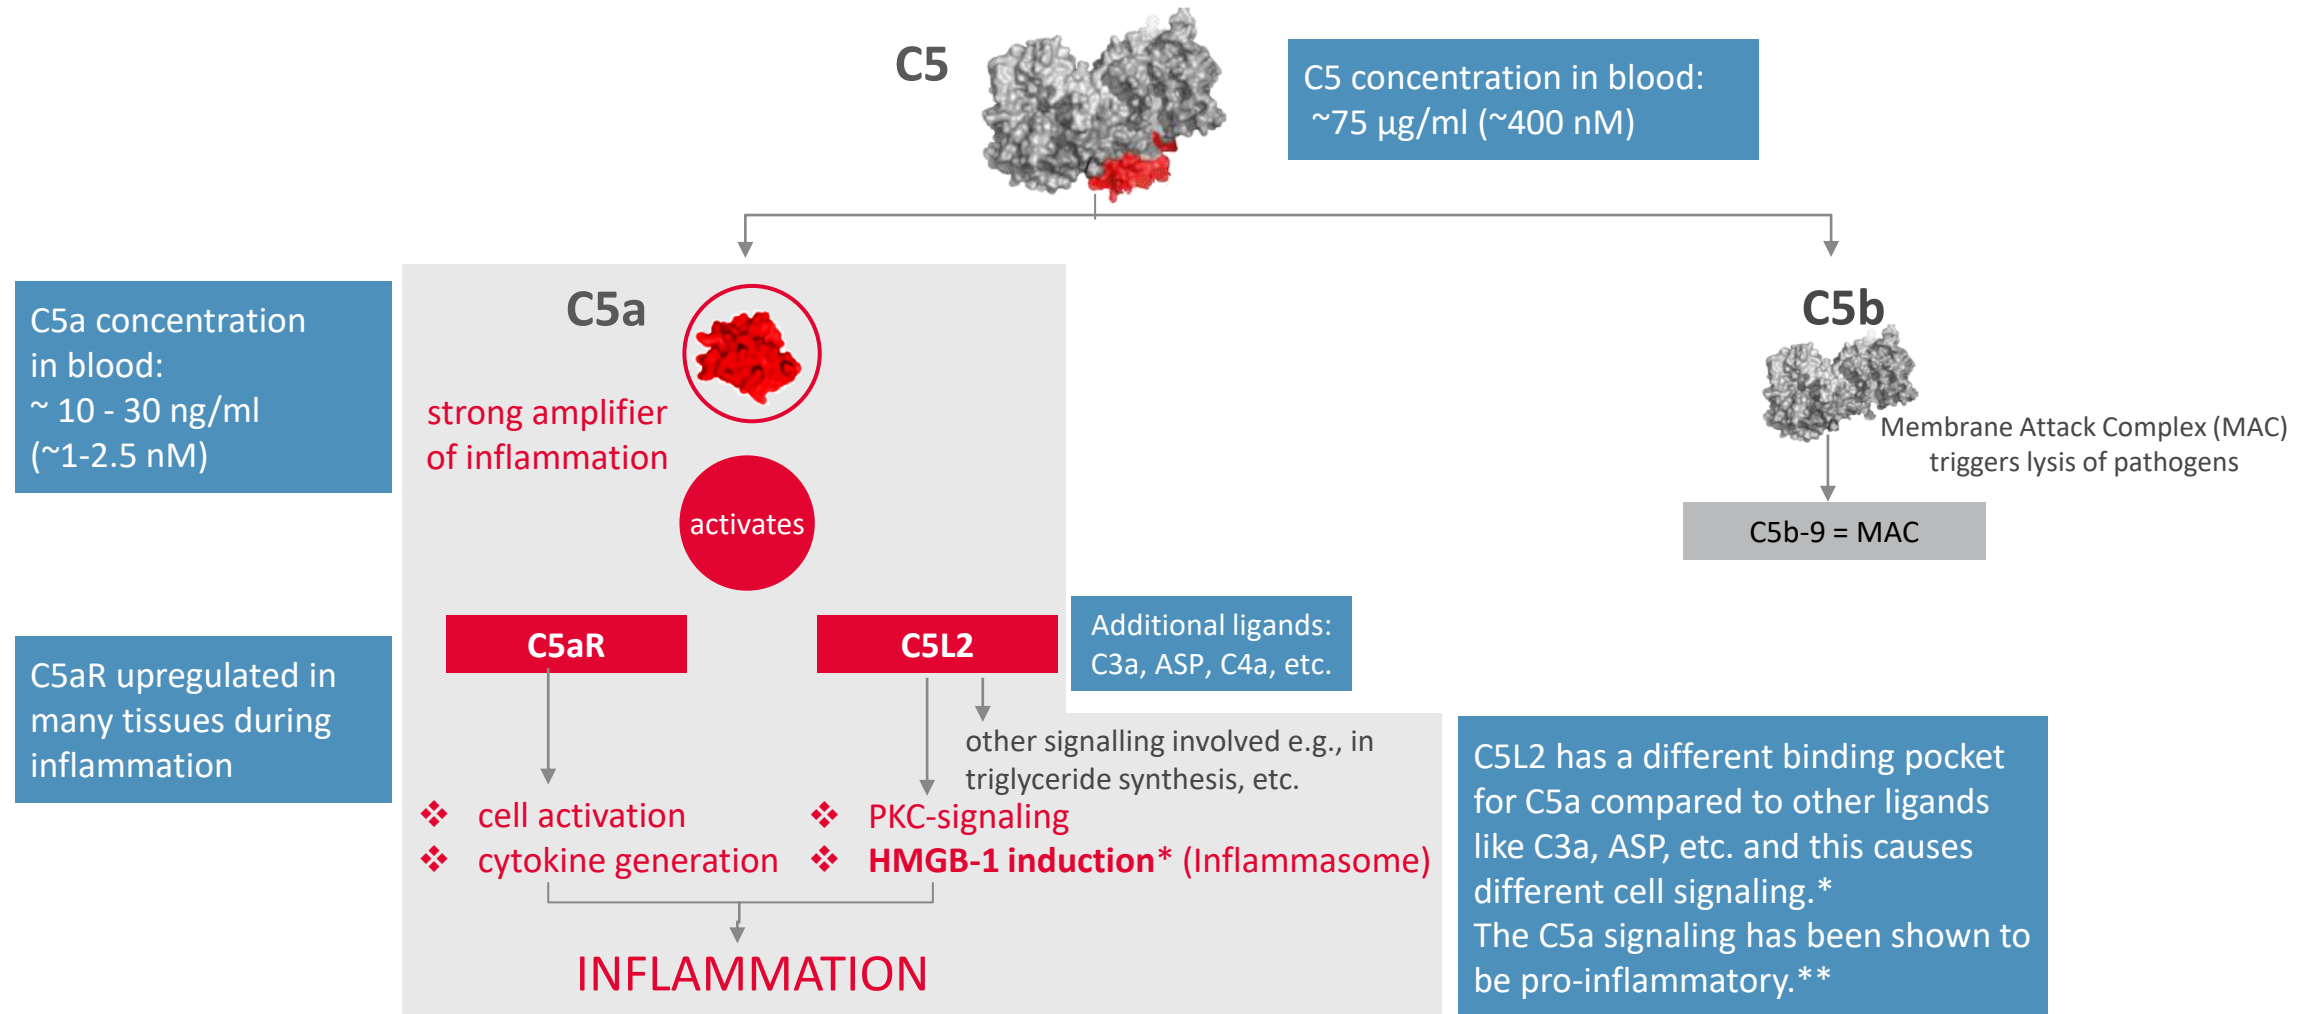 C5
C5 concentration in blood:
~75 µg/ml (~400 nM)
C5a concentration
in blood:
~ 10 - 30 ng/ml
(~1-2.5 nM)
C5a
strong amplifier
of inflammation
activates
C5b
Membrane Attack Complex (MAC)
triggers lysis of pathogens
C5b-9 = MAC
C5aR
C5L2
Additional ligands:
C3a, ASP, C4a, etc.
C5aR upregulated in
many tissues during
inflammation
other signalling involved e.g., in
triglyceride synthesis, etc.
❖ cell activation
❖ cytokine generation
❖ PKC-signaling
❖ HMGB-1 induction* (Inflammasome)
INFLAMMATION
C5L2 has a different binding pocket
for C5a compared to other ligands
like C3a, ASP, etc. and this causes
different cell signaling.*
The C5a signaling has been shown to
be pro-inflammatory.**